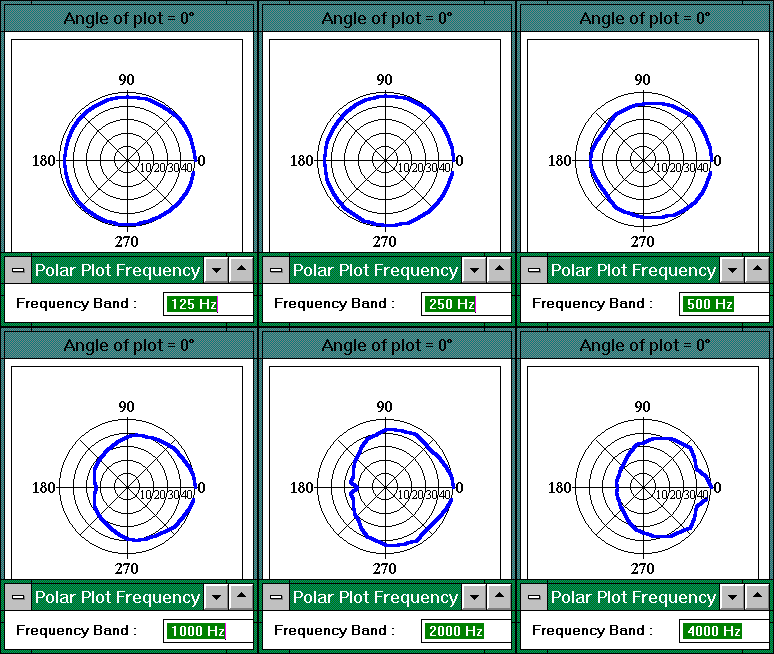 Angle of plot = 0°
90
180
10 20 30 40
0
270
Polar Plot Frequency
Frequency Band :
125 Hz
Angle of plot = 0°
90
180
10 20 30 40
0
270
Polar Plot Frequency
Frequency Band :
250 Hz
Angle of plot = 0°
90
180
10 20 30 40
0
270
Polar Plot Frequency
Frequency Band :
500 Hz
Angle of plot = 0°
90
180
10 20 30 40
0
270
Polar Plot Frequency
Frequency Band :
1000 Hz
Angle of plot = 0°
90
180
10 20 30 40
0
270
Polar Plot Frequency
Frequency Band :
2000 Hz
Angle of plot = 0°
90
180
10 20 30 40
0
270
Polar Plot Frequency
Frequency Band :
4000 Hz